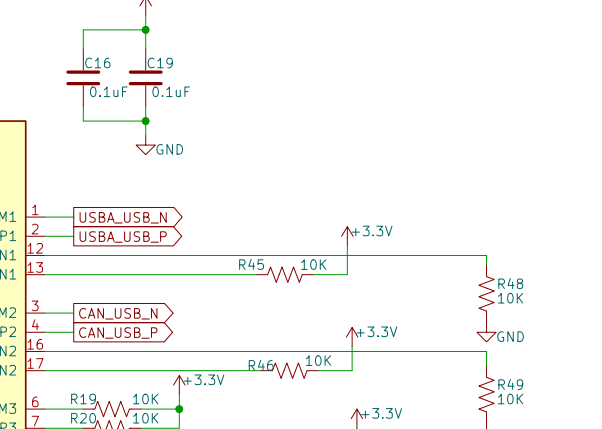 C16 C19
0.1uF 0.1uF
GND
M1 1 USBA_USB_N
P1 2 USBA_USB_P +3.3V
N1 12
N1 13 R45 10K
R48
10K
M2 3 CAN_USB_N
P2 4 CAN_USB_P +3.3V GND
N2 16
N2 17 R46 10K
+3.3V
R49
10K
M3 6 R19 10K
P3 7 R20 10K +3.3V